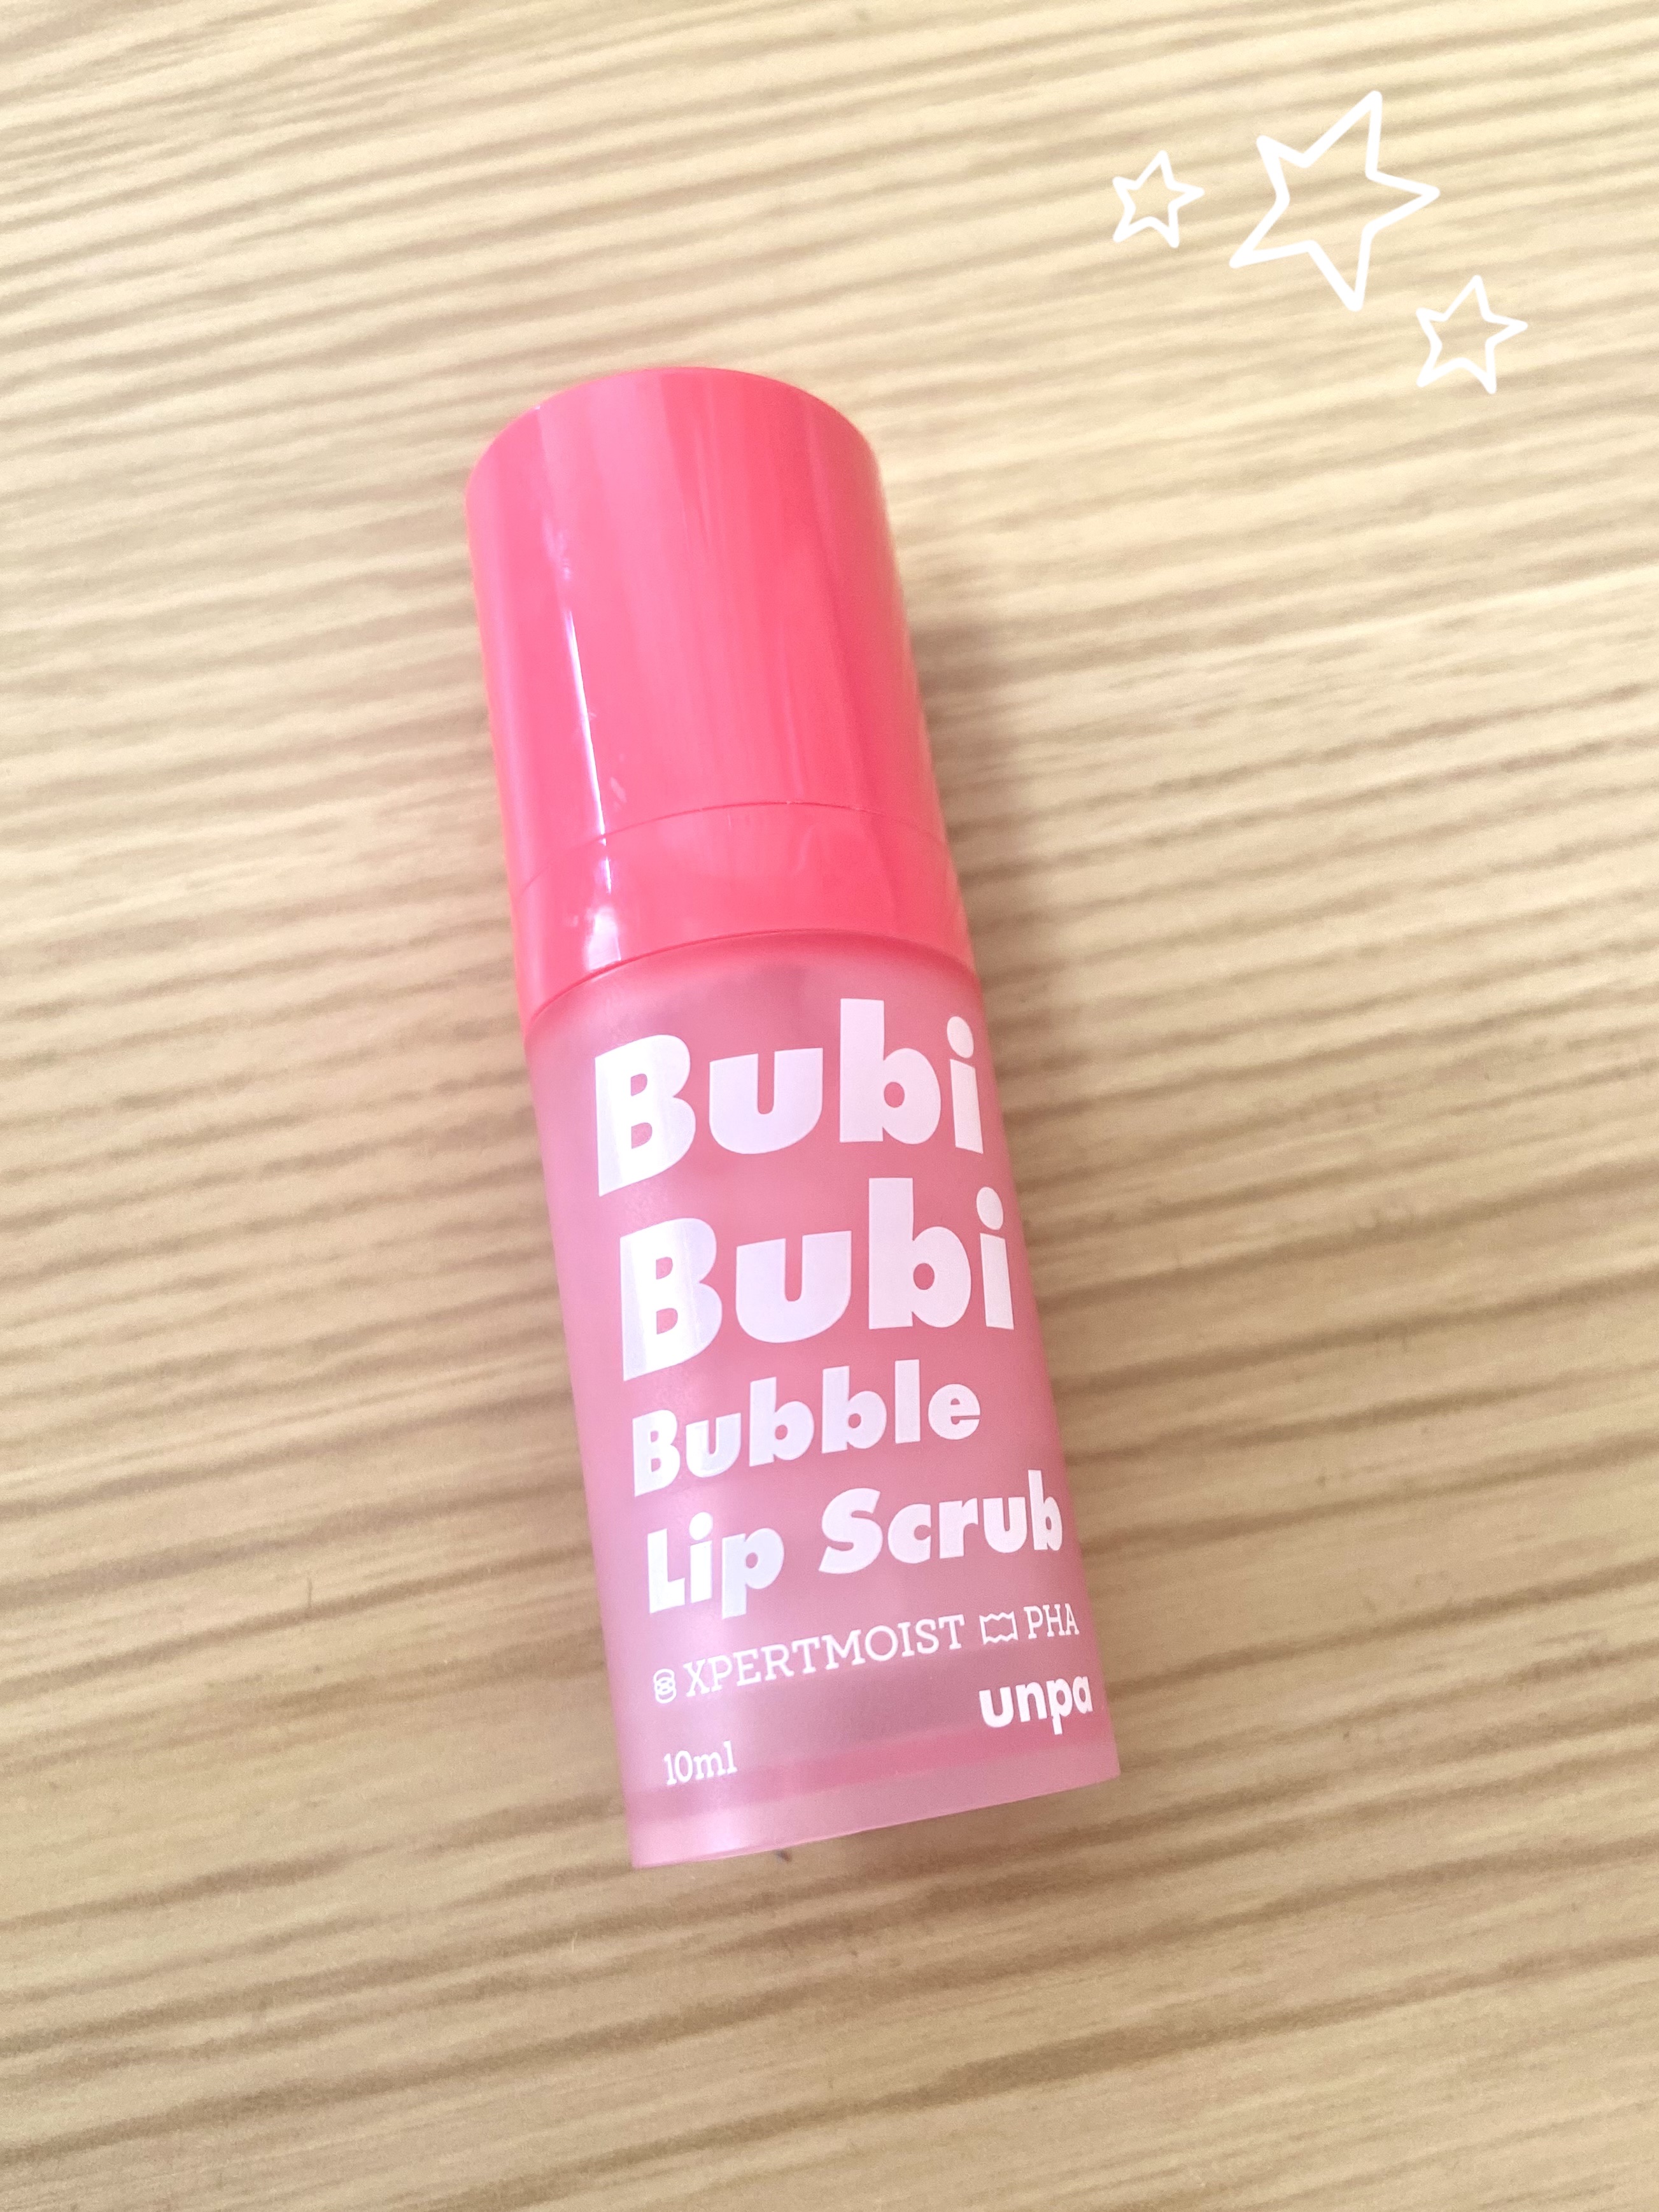 Bubi
Bubi
Bubble
Lip Scrub
XPERTMOIST PHA
unpa
10ml